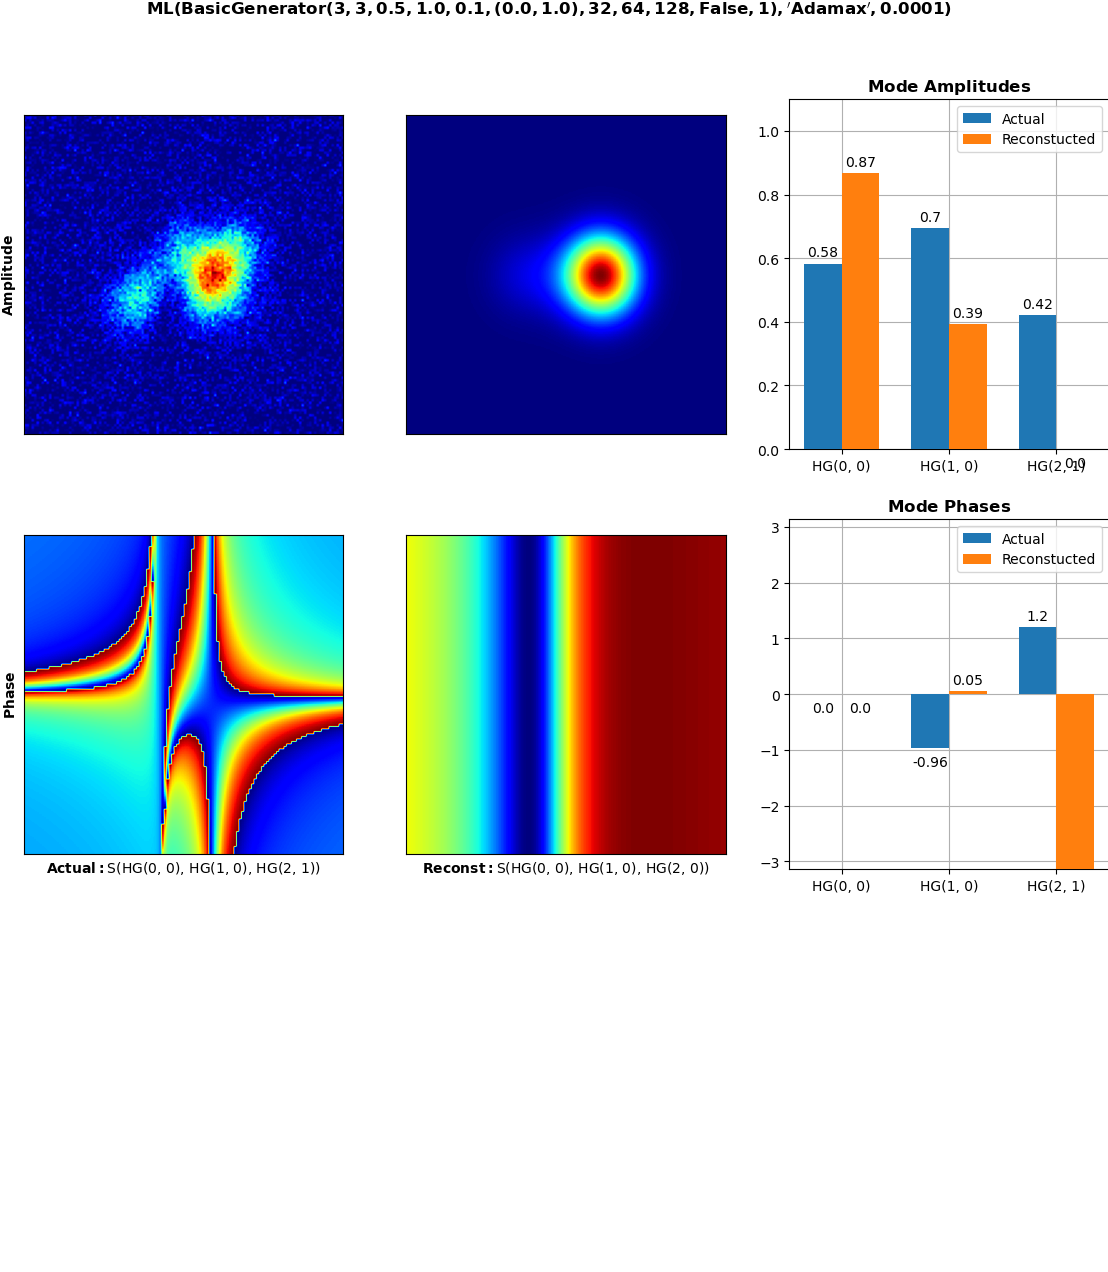 ML(BasicGenerator(3, 3, 0.5, 1.0, 0.1, (0.0, 1.0), 32, 64, 128, False, 1),′Adamax′, 0.0001)
Amplitude
Mode Amplitudes
Actual
Reconstucted
1.0
0.8
0.6
0.4
0.2
0.0
0.58
0.87
0.7
0.39
0.42
0.0
HG(0, 0)
HG(1, 0)
HG(2, 1)
Phase
Actual: S(HG(0, 0), HG(1, 0), HG(2, 1))
Reconst: S(HG(0, 0), HG(1, 0), HG(2, 0))
Mode Phases
Actual
Reconstucted
3
2
1
0
−1
−2
−3
0.0
0.0
-0.96
0.05
1.2
HG(0, 0)
HG(1, 0)
HG(2, 1)